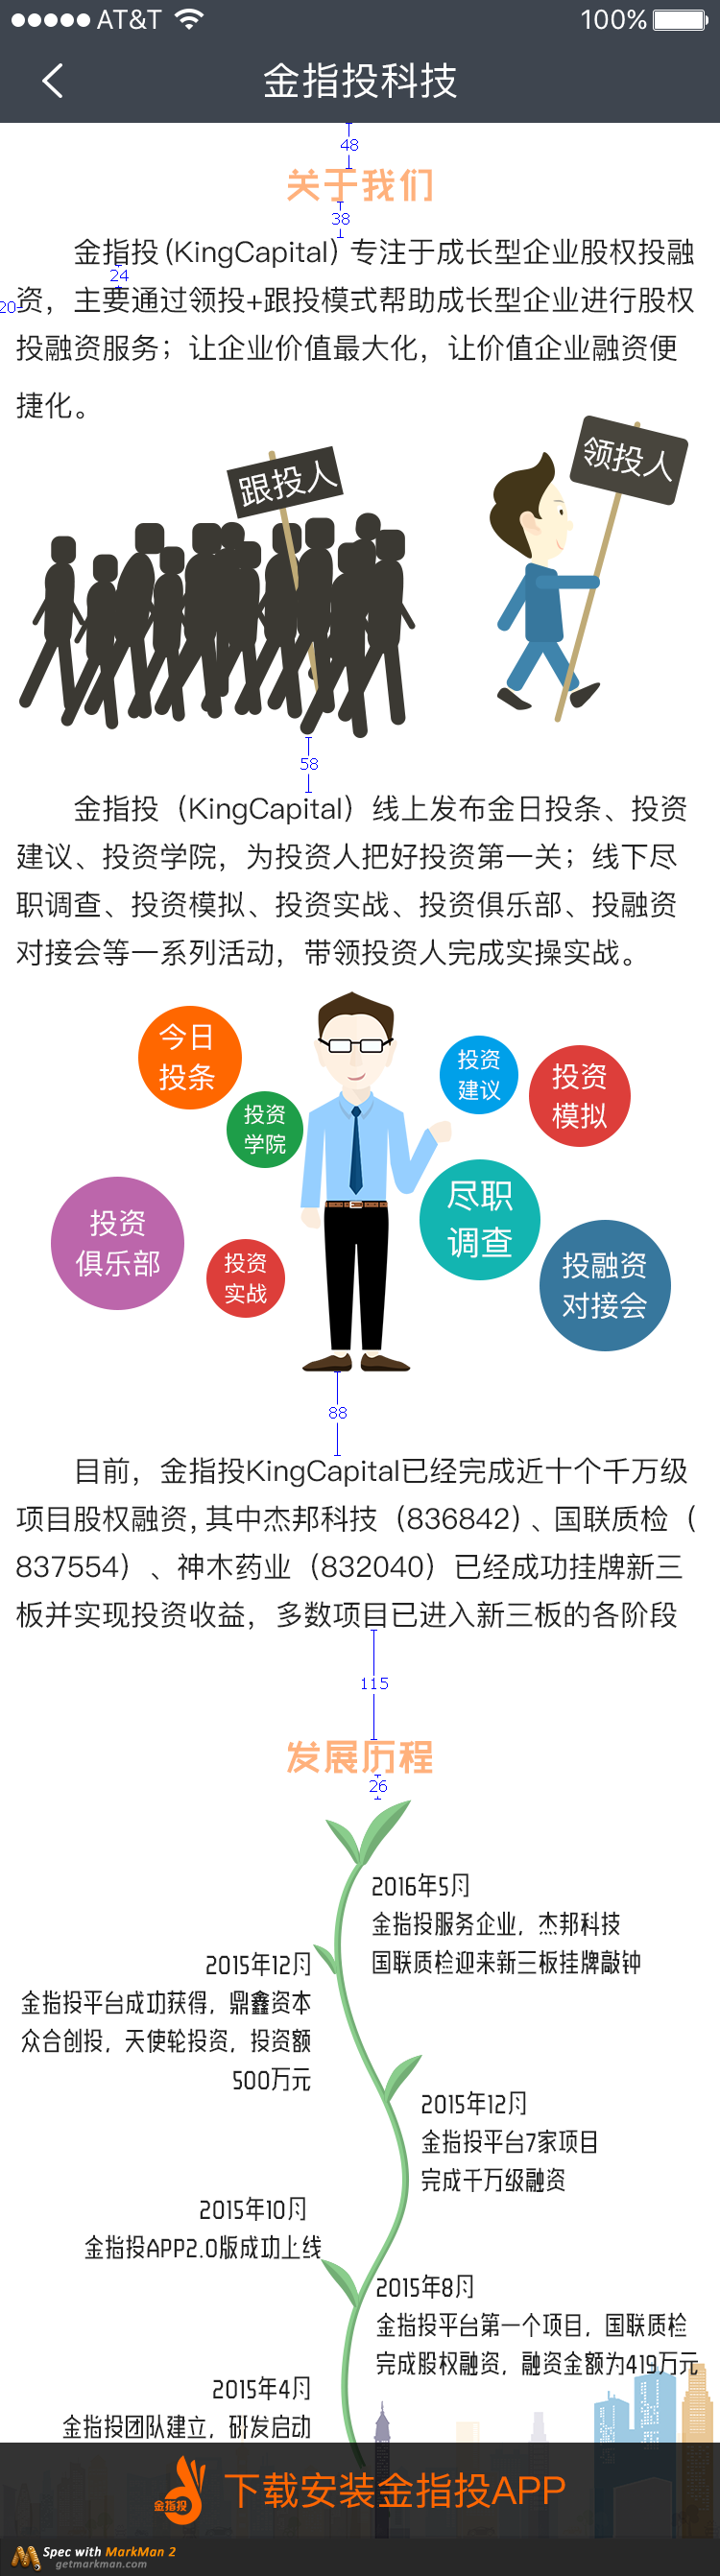 AT&T 100%
金指投科技
48
关于我们
38
金指投(KingCapital）专注于成长型企业股权投融
24
20
资，主要通过领投+跟投模式帮助成长型企业进行股权
投融资服务；让企业价值最大化，让价值企业融资便
捷化。
领投人
跟投人
58
金指投（KingCapital）线上发布金日投条、投资
建议、投资学院，为投资人把好投资第一关；线下尽
职调查、投资模拟、投资实战、投资俱乐部、投融资
对接会等一系列活动，带领投资人完成实操实战。
今日
投条
投资
建议
投资
模拟
投资
学院
尽职
调查
投资
俱乐部
投资
实战
投融资
对接会
88
目前，金指投KingCapital已经完成近十个千万级
项目股权融资,其中杰邦科技（836842）、国联质检（
837554）、神木药业（832040）已经成功挂牌新三
板并实现投资收益，多数项目已进入新三板的各阶段
115
发展历程
26
2016年5月
金指投服务企业，杰邦科技
国联质检迎来新三板挂牌敲钟
2015年12月
金指投平台成功获得，鼎鑫资本
众合创投，天使轮投资，投资额
500万元
2015年12月
金指投平台7家项目
完成千万级融资
2015年10月
金指投APP2.0版成功上线
2015年8月
金指投平台第一个项目，国联质检
完成股权融资，融资金额为419万元
2015年4月
金指投团队建立，研发启动
金指投
下载安装金指投APP
Spec with MarkMan 2
getmarkman.com